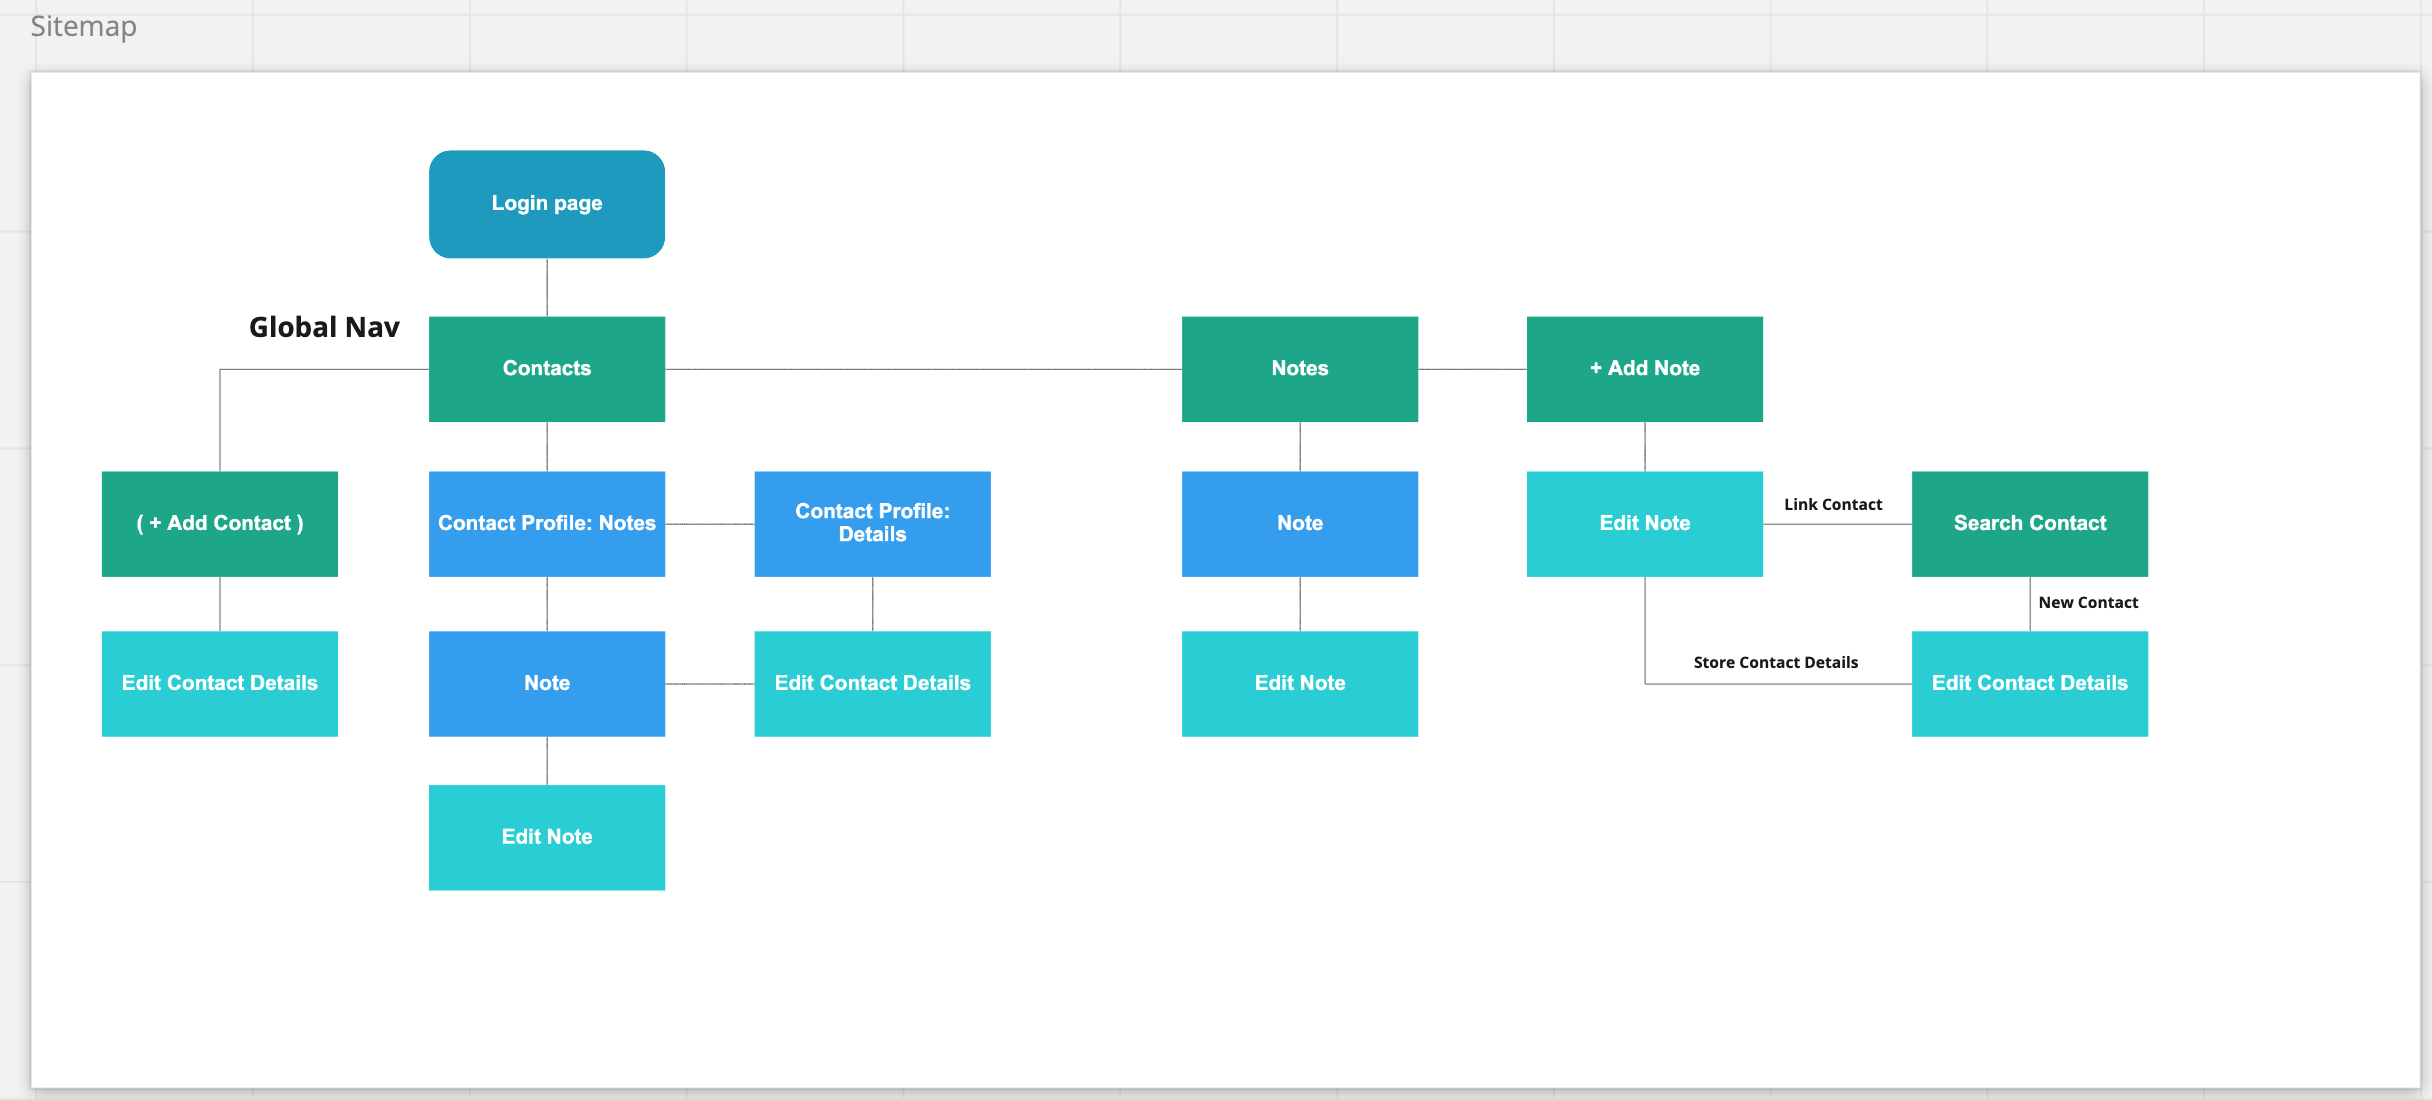 Sitemap
Login page
Global Nav
Contacts
Notes
+ Add Note
( + Add Contact )
Contact Profile: Notes
Contact Profile:
Details
Note
Edit Note
Link Contact
Search Contact
New Contact
Edit Contact Details
Note
Edit Contact Details
Edit Note
Store Contact Details
Edit Contact Details
Edit Note